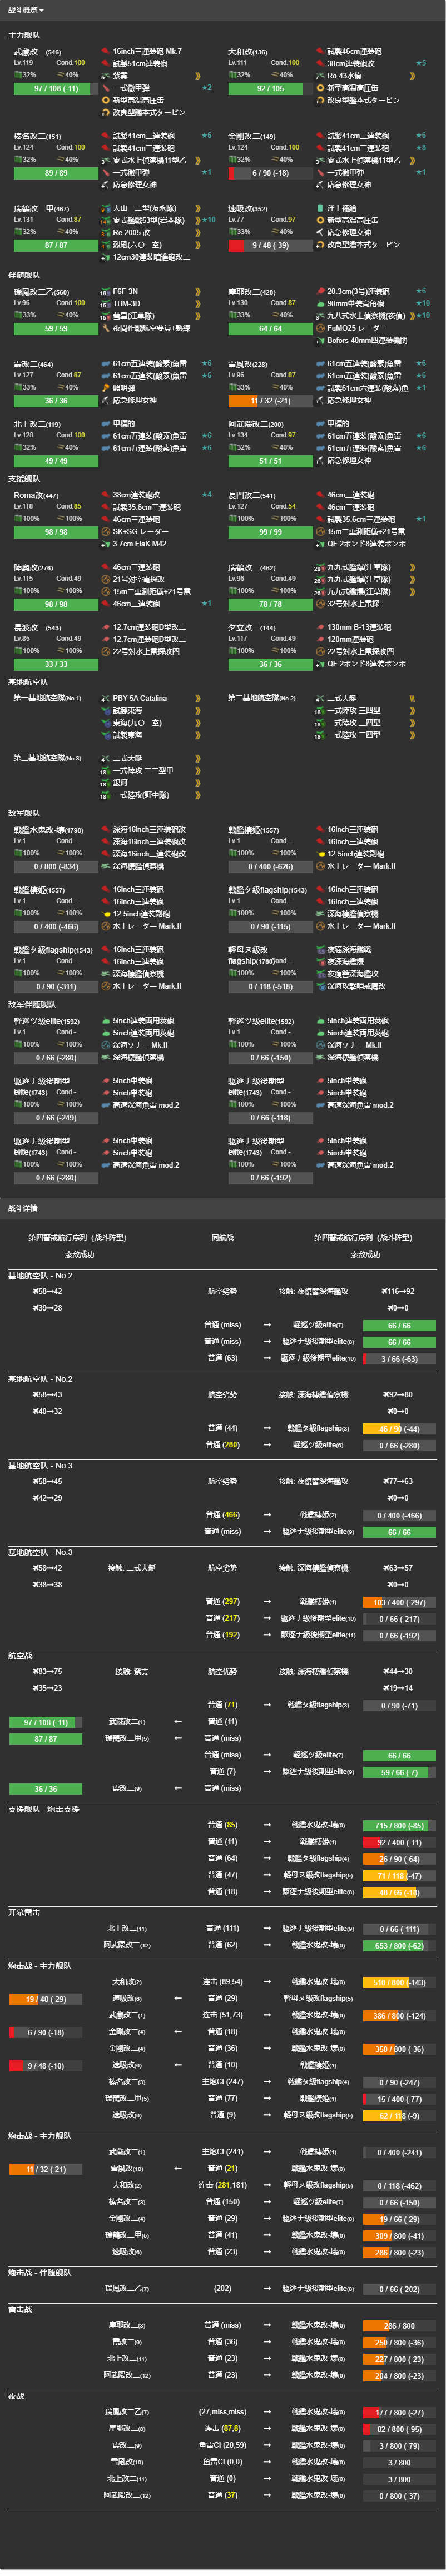 战斗概览
主力舰队
武蔵改二(546) 16inch三連装砲 Mk.7 大和改(136) 試製46cm連装砲
Lv.119 Cond.100 試製51cm連装砲 Lv.111 Cond.100 38cm四連装砲改 ★5
32% 40% 紫雲 32% 40% Ro.43水偵
97 / 108 (-11) 一式徹甲弾 ★2 92 / 105 新型高温高圧缶
新型高温高圧缶 改良型艦本式タービン
改良型艦本式タービン
榛名改二(151) 試製41cm三連装砲 ★6 金剛改二(149) 試製41cm三連装砲 ★6
Lv.124 Cond.100 試製41cm三連装砲 ★6 Lv.124 Cond.100 試製41cm三連装砲 ★8
32% 40% 零式水上偵察機11型乙 32% 40% 零式水上偵察機11型乙
89 / 89 一式徹甲弾 ★1 6 / 90 (-18) 一式徹甲弾 ★1
応急修理女神 応急修理女神
瑞鶴改二甲(467) 天山一二型(友永隊) 速吸改(352) 洋上補給
Lv.131 Cond.87 零式艦戦53型(岩本隊) ★10 Lv.77 Cond.97 新型高温高圧缶
32% 40% Re.2005 改 32% 40% 応急修理女神
87 / 87 烈風(六〇一空) 9 / 48 (-39) 改良型艦本式タービン
12cm30連装噴進砲改二
伴随舰队
瑞鳳改二乙(560) F6F-3N 摩耶改二(428) 20.3cm(3号)連装砲 ★6
Lv.96 Cond.100 TBM-3D Lv.130 Cond.87 90mm単装高角砲 ★10
33% 40% 彗星(江草隊) 33% 40% 九八式水上偵察機(夜偵) ★10
59 / 59 夜間作戦航空要員+熟練 64 / 64 FuMO25 レーダー
Bofors 40mm四連装機関
霞改二(464) 61cm五連装(酸素)魚雷 ★6 雪風改(228) 61cm五連装(酸素)魚雷 ★6
Lv.127 Cond.87 61cm五連装(酸素)魚雷 ★6 Lv.96 Cond.87 61cm五連装(酸素)魚雷 ★6
33% 40% 照明弾 33% 40% 試製61cm六連装(酸素)魚 ★1
36 / 36 応急修理女神 11 / 32 (-21) 応急修理女神
北上改二(119) 甲標的 阿武隈改二(200) 甲標的
Lv.128 Cond.100 61cm五連装(酸素)魚雷 ★6 Lv.134 Cond.97 61cm五連装(酸素)魚雷 ★6
33% 40% 61cm五連装(酸素)魚雷 ★6 33% 40% 61cm五連装(酸素)魚雷 ★6
49 / 49 51 / 51 応急修理女神
支援舰队
Roma改(447) 38cm四連装砲改 ★4 長門改二(541) 46cm三連装砲
Lv.118 Cond.85 試製35.6cm三連装砲 Lv.127 Cond.54 46cm三連装砲
100% 100% 46cm三連装砲 100% 100% 試製35.6cm三連装砲 ★1
98 / 98 SK+SG レーダー 99 / 99 15m二重測距儀+21号電
3.7cm FlaK M42 QF 2ポンド8連装ポンポ
陸奥改(276) 46cm三連装砲 瑞鶴改二(462) 九九式艦爆(江草隊)
Lv.115 Cond.49 21号対空電探改 Lv.96 Cond.49 九九式艦爆(江草隊)
100% 100% 15m二重測距儀+21号電 100% 100% 九九式艦爆(江草隊)
98 / 98 46cm三連装砲 ★1 78 / 78 32号対水上電探
長波改二(543) 12.7cm連装砲D型改二 夕立改二(144) 130mm B-13連装砲
Lv.85 Cond.49 12.7cm連装砲D型改二 Lv.117 Cond.49 120mm連装砲
100% 100% 22号対水上電探改四 100% 100% 22号対水上電探改四
33 / 33 36 / 36 QF 2ポンド8連装ポンポ
基地航空队
第一基地航空隊(No.1) PBY-5A Catalina 第二基地航空隊(No.2) 二式大艇
試製東海 一式陸攻 三四型
東海(九〇一空) 一式陸攻 三四型
試製東海 一式陸攻 三四型
第三基地航空隊(No.3) 二式大艇
一式陸攻 二二型甲
銀河
一式陸攻(野中隊)
敌军舰队
戦艦水鬼改-壊(1798) 深海16inch三連装砲改 戦艦棲姫(1557) 16inch三連装砲
Lv.1 Cond.- 深海16inch三連装砲改 Lv.1 Cond.- 16inch三連装砲
100% 100% 深海16inch三連装砲改 100% 100% 12.5inch連装副砲
0 / 800 (-834) 深海棲艦偵察機 0 / 400 (-626) 水上レーダー Mark.II
戦艦棲姫(1557) 16inch三連装砲 戦艦タ級flagship(1543) 16inch三連装砲
Lv.1 Cond.- 16inch三連装砲 Lv.1 Cond.- 16inch三連装砲
100% 100% 12.5inch連装副砲 100% 100% 深海棲艦偵察機
0 / 400 (-466) 水上レーダー Mark.II 0 / 90 (-115) 水上レーダー Mark.II
戦艦タ級flagship(1543) 16inch三連装砲 軽母ヌ級改flagship(1788) 夜猫深海艦戦
Lv.1 Cond.- 16inch三連装砲 Lv.1 Cond.- 夜深海艦爆
100% 100% 深海棲艦偵察機 100% 100% 夜復讐深海艦攻
0 / 90 (-311) 水上レーダー Mark.II 0 / 118 (-518) 深海攻撃哨戒鷹改
敌军伴随舰队
軽巡ツ级elite(1592) 5inch連装両用莢砲 軽巡ツ级elite(1592) 5inch連装両用莢砲
Lv.1 Cond.- 5inch連装両用莢砲 Lv.1 Cond.- 5inch連装両用莢砲
100% 100% 深海ソナー Mk.II 100% 100% 深海ソナー Mk.II
0 / 66 (-280) 深海棲艦偵察機 0 / 66 (-150) 深海棲艦偵察機
駆逐ナ級後期型elite(1743) 5inch単装砲 駆逐ナ級後期型elite(1743) 5inch単装砲
Lv.1 Cond.- 5inch単装砲 Lv.1 Cond.- 5inch単装砲
100% 100% 高速深海魚雷 mod.2 100% 100% 高速深海魚雷 mod.2
0 / 66 (-249) 0 / 66 (-118)
駆逐ナ級後期型elite(1743) 5inch単装砲 駆逐ナ級後期型elite(1743) 5inch単装砲
Lv.1 Cond.- 5inch単装砲 Lv.1 Cond.- 5inch単装砲
100% 100% 高速深海魚雷 mod.2 100% 100% 高速深海魚雷 mod.2
0 / 66 (-280) 0 / 66 (-192)
战斗详情
第四警戒航行序列（战斗阵型） 同航战 第四警戒航行序列（战斗阵型）
索敌成功 索敌成功
基地航空队 - No.2
58→42 航空劣势 接触: 夜復讐深海艦攻 116→92
39→28 0→0
普通 (miss) → 軽巡ツ級elite(7) 66 / 66
普通 (miss) → 駆逐ナ級後期型elite(8) 66 / 66
普通 (63) → 駆逐ナ級後期型elite(10) 3 / 66 (-63)
基地航空队 - No.2
58→43 航空劣势 接触: 深海棲艦偵察機 92→80
40→32 0→0
普通 (44) → 戦艦タ級flagship(3) 46 / 90 (-44)
普通 (280) → 軽巡ツ級elite(6) 0 / 66 (-280)
基地航空队 - No.3
58→45 航空劣势 接触: 夜復讐深海艦攻 77→63
42→29 0→0
普通 (466) → 戦艦棲姫(2) 0 / 400 (-466)
普通 (miss) → 駆逐ナ級後期型elite(9) 66 / 66
基地航空队 - No.3
58→42 接触: 二式大艇 航空劣势 接触: 深海棲艦偵察機 63→57
38→38 0→0
普通 (297) → 戦艦棲姫(1) 103 / 400 (-297)
普通 (217) → 駆逐ナ級後期型elite(10) 0 / 66 (-217)
普通 (192) → 駆逐ナ級後期型elite(11) 0 / 66 (-192)
航空战
83→75 接触: 紫雲 航空优势 接触: 深海棲艦偵察機 44→30
35→23 19→14
普通 (71) → 戦艦タ級flagship(3) 0 / 90 (-71)
97 / 108 (-11) 武蔵改二(1) ← 普通 (11)
87 / 87 瑞鶴改二甲(5) ← 普通 (miss)
普通 (miss) → 軽巡ツ級elite(7) 66 / 66
普通 (7) → 駆逐ナ級後期型elite(8) 59 / 66 (-7)
36 / 36 霞改二(9) ← 普通 (miss)
支援舰队 - 炮击支援
普通 (85) → 戦艦水鬼改-壊(0) 715 / 800 (-85)
普通 (11) → 戦艦棲姫(1) 92 / 400 (-11)
普通 (64) → 戦艦タ級flagship(4) 26 / 90 (-64)
普通 (47) → 軽母ヌ級改flagship(5) 71 / 118 (-47)
普通 (18) → 駆逐ナ級後期型elite(8) 48 / 66 (-18)
开幕雷击
北上改二(11) 普通 (111) → 駆逐ナ級後期型elite(9) 0 / 66 (-111)
阿武隈改二(12) 普通 (62) → 戦艦水鬼改-壊(0) 653 / 800 (-62)
炮击战 - 主力舰队
大和改(2) 连击 (89,54) → 戦艦水鬼改-壊(0) 510 / 800 (-143)
19 / 48 (-29) 速吸改(6) ← 普通 (29) 軽母ヌ級改flagship(5)
武蔵改二(1) 连击 (51,73) → 戦艦水鬼改-壊(0) 386 / 800 (-124)
6 / 90 (-18) 金剛改二(4) ← 普通 (18) 戦艦水鬼改-壊(0)
金剛改二(4) 普通 (36) → 戦艦水鬼改-壊(0) 350 / 800 (-36)
9 / 48 (-10) 速吸改(6) ← 普通 (10) 戦艦棲姫(1)
榛名改二(3) 主炮CI (247) → 戦艦タ級flagship(4) 0 / 90 (-247)
瑞鶴改二甲(5) 普通 (77) → 戦艦棲姫(1) 15 / 400 (-77)
速吸改(6) 普通 (9) → 軽母ヌ級改flagship(5) 62 / 118 (-9)
炮击战 - 主力舰队
武蔵改二(1) 主炮CI (241) → 戦艦棲姫(1) 0 / 400 (-241)
11 / 32 (-21) 雪風改(10) ← 普通 (21) 戦艦水鬼改-壊(0)
大和改(2) 连击 (281,181) → 軽母ヌ級改flagship(5) 0 / 118 (-462)
榛名改二(3) 普通 (150) → 軽巡ツ級elite(7) 0 / 66 (-150)
金剛改二(4) 普通 (29) → 駆逐ナ級後期型elite(8) 19 / 66 (-29)
瑞鶴改二甲(5) 普通 (41) → 戦艦水鬼改-壊(0) 309 / 800 (-41)
速吸改(6) 普通 (23) → 戦艦水鬼改-壊(0) 286 / 800 (-23)
炮击战 - 伴随舰队
瑞鳳改二乙(7) (202) → 駆逐ナ級後期型elite(8) 0 / 66 (-202)
雷击战
摩耶改二(8) 普通 (miss) → 戦艦水鬼改-壊(0) 286 / 800
霞改二(9) 普通 (36) → 戦艦水鬼改-壊(0) 250 / 800 (-36)
北上改二(11) 普通 (23) → 戦艦水鬼改-壊(0) 227 / 800 (-23)
阿武隈改二(12) 普通 (23) → 戦艦水鬼改-壊(0) 204 / 800 (-23)
夜战
瑞鳳改二乙(7) (27,miss,miss) → 戦艦水鬼改-壊(0) 177 / 800 (-27)
摩耶改二(8) 连击 (87,8) → 戦艦水鬼改-壊(0) 82 / 800 (-95)
霞改二(9) 鱼雷CI (20,59) → 戦艦水鬼改-壊(0) 3 / 800 (-79)
雪風改(10) 鱼雷CI (0,0) → 戦艦水鬼改-壊(0) 3 / 800
北上改二(11) 普通 (0) → 戦艦水鬼改-壊(0) 3 / 800
阿武隈改二(12) 普通 (37) → 戦艦水鬼改-壊(0) 0 / 800 (-37)